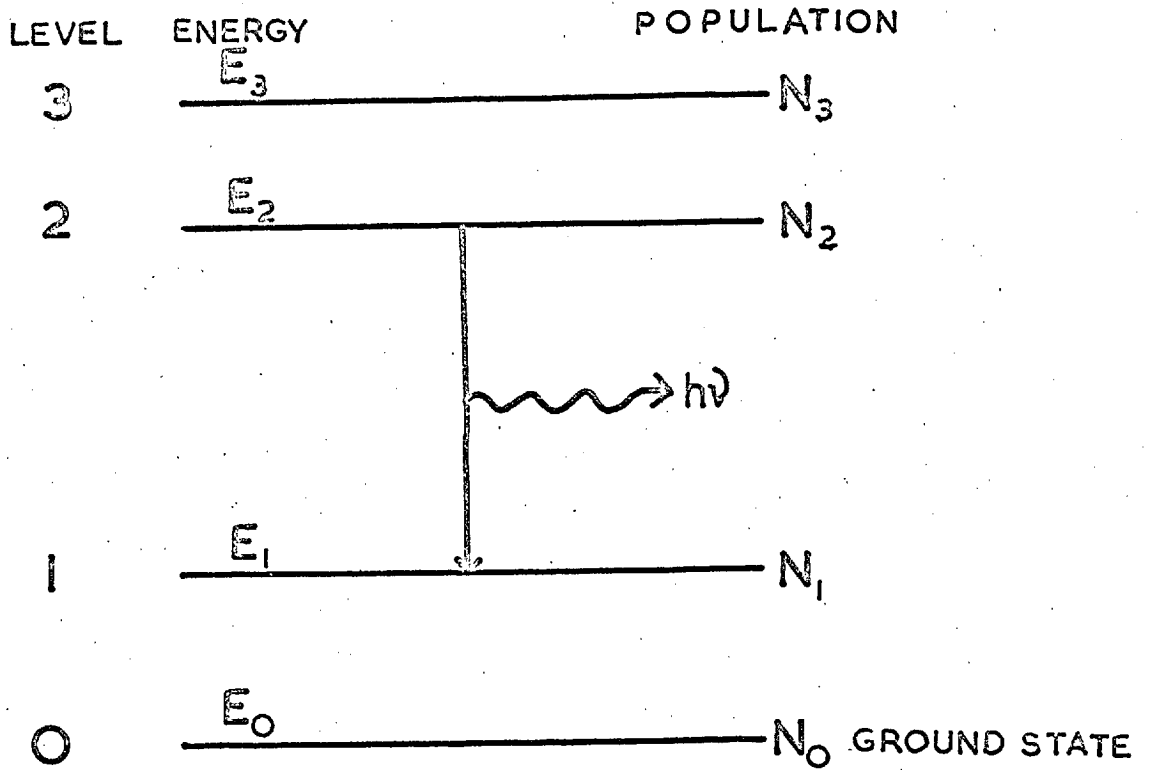 LEVEL ENERGY POPULATION
3 E₃ N₃
2 E₂ N₂
hν
1 E₁ N₁
0 E₀ N₀ GROUND STATE